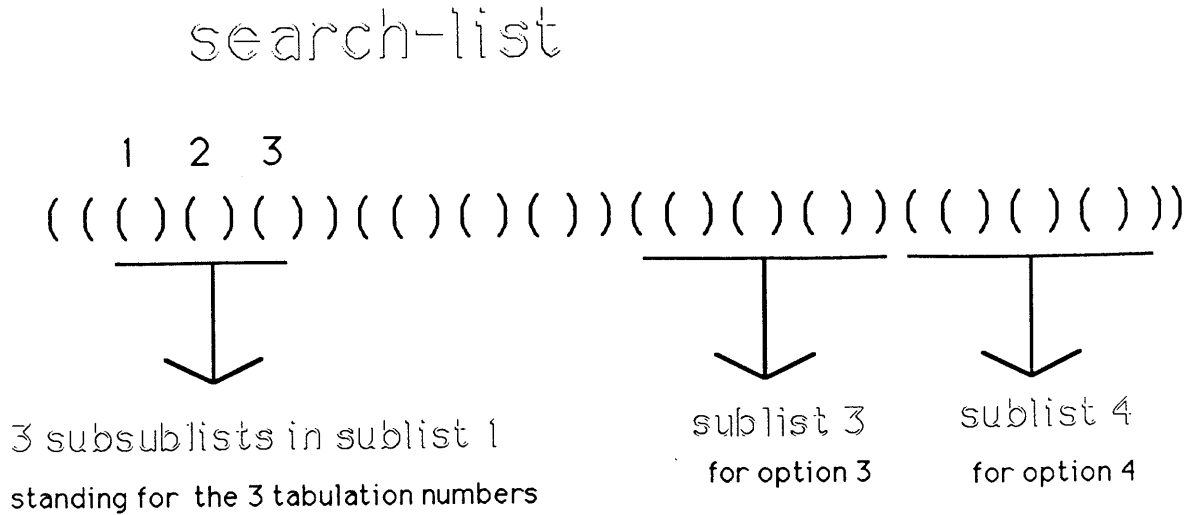 search-list
1 2 3
( ( ( ) ( ) ( ) ) ( ( ) ( ) ( ) ) ( ( ) ( ) ( ) ) ( ( ) ( ) ( ) ) )
3 subsublists in sublist 1
standing for the 3 tabulation numbers
sublist 3
for option 3
sublist 4
for option 4